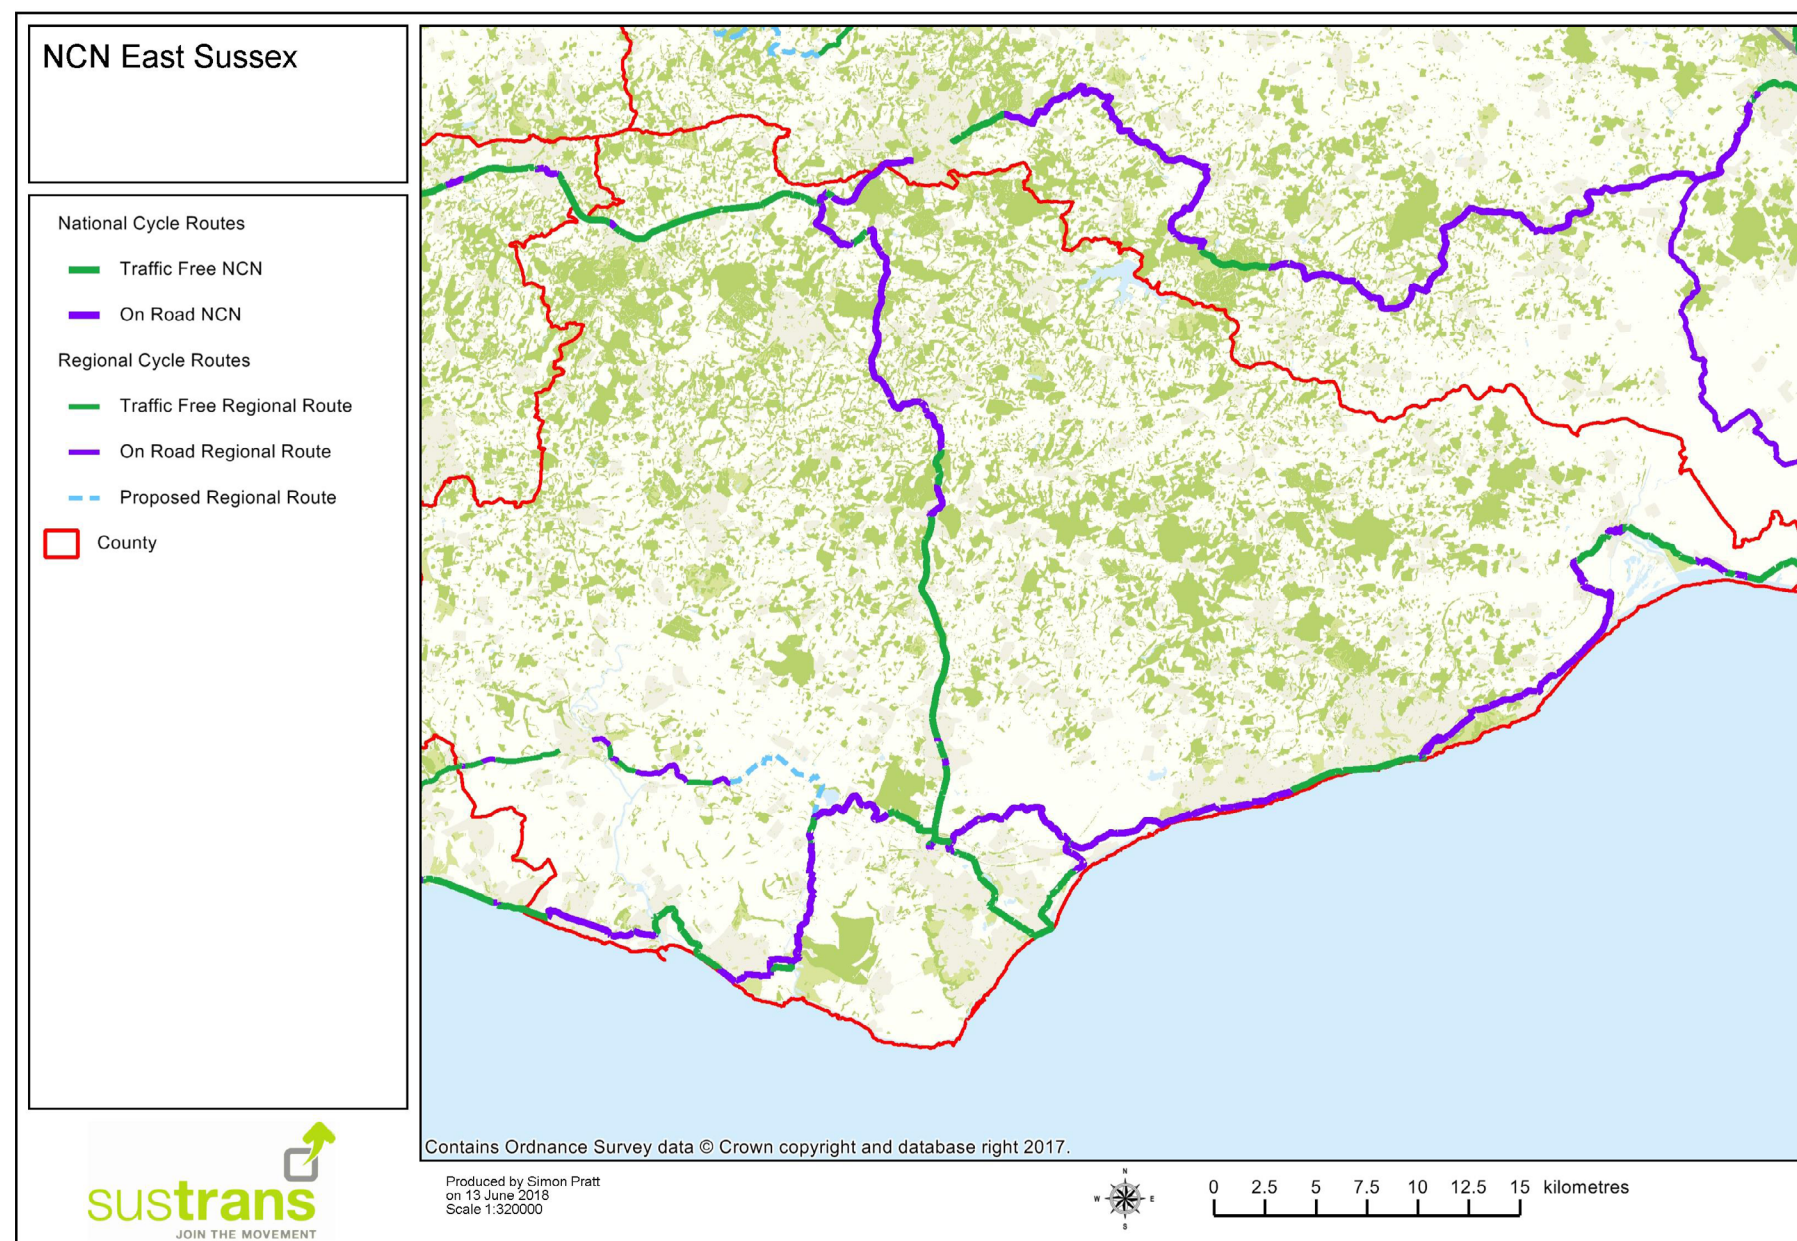 NCN East Sussex
National Cycle Routes
Traffic Free NCN
On Road NCN
Regional Cycle Routes
Traffic Free Regional Route
On Road Regional Route
Proposed Regional Route
County
Contains Ordnance Survey data © Crown copyright and database right 2017.
sustrans
JOIN THE MOVEMENT
Produced by Simon Pratt
on 13 June 2018
Scale 1:320000
N
W E
S
0 2.5 5 7.5 10 12.5 15 kilometres